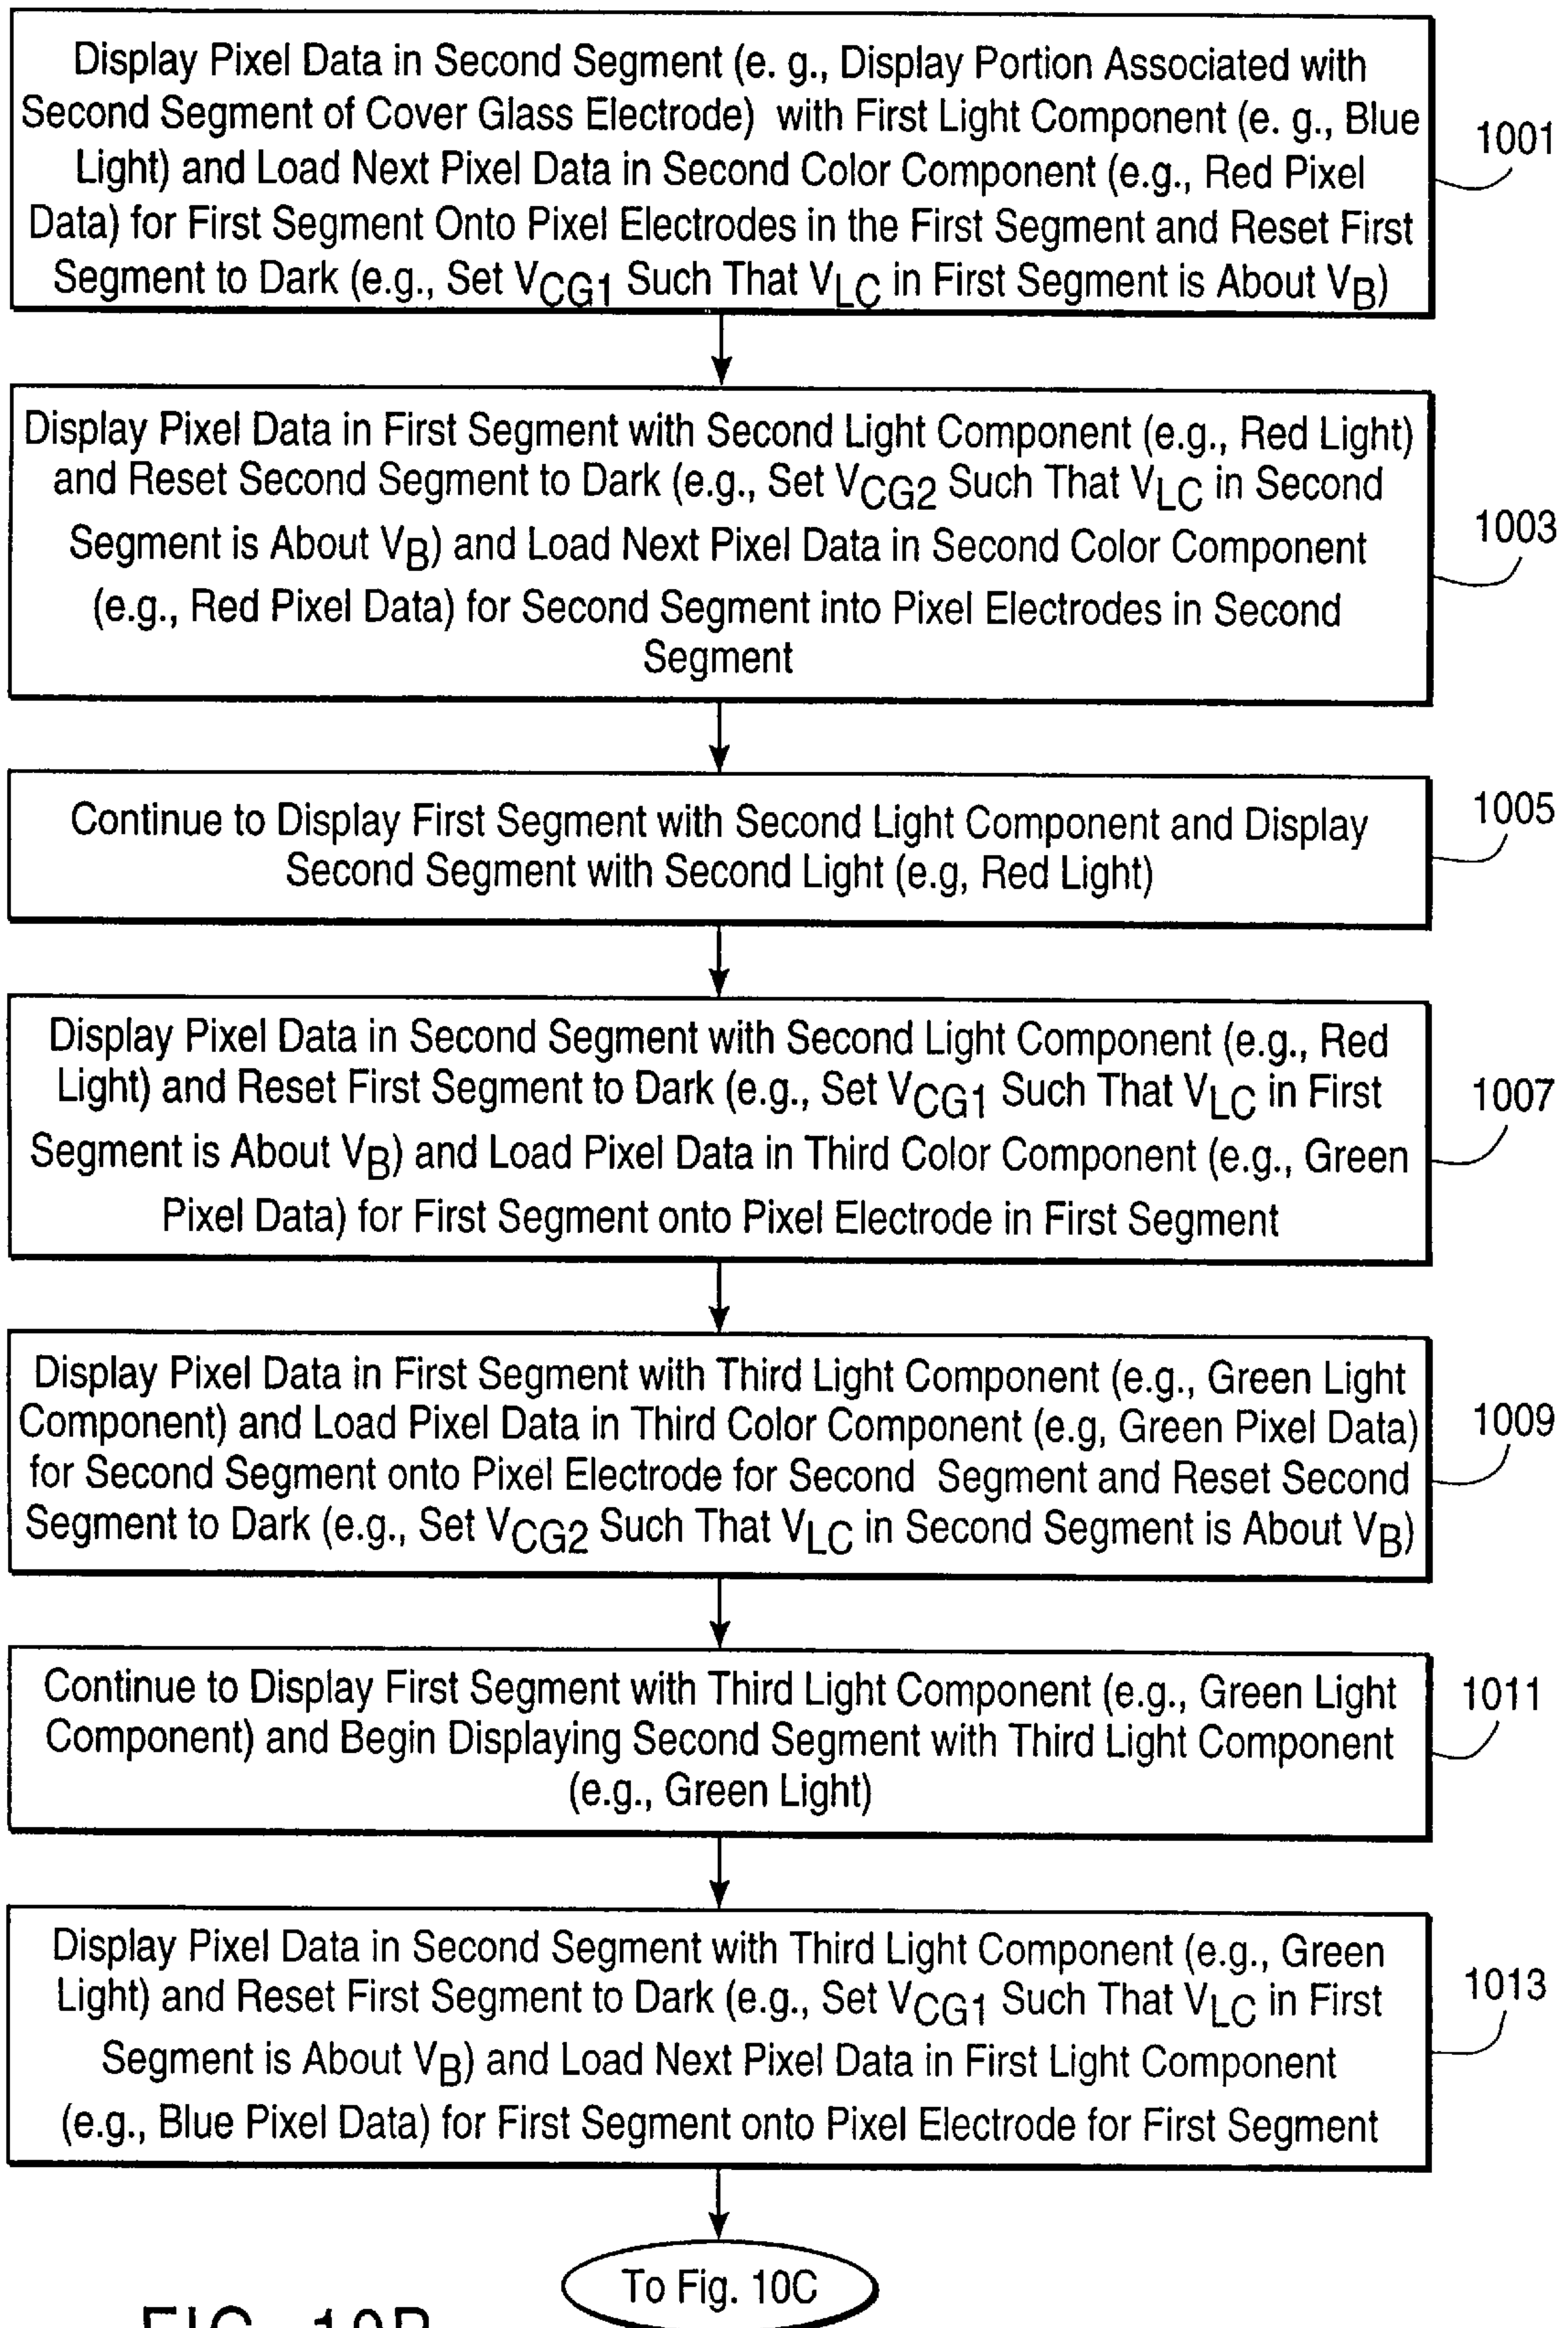 Display Pixel Data in Second Segment (e. g., Display Portion Associated with
Second Segment of Cover Glass Electrode) with First Light Component (e. g., Blue
Light) and Load Next Pixel Data in Second Color Component (e.g., Red Pixel
Data) for First Segment Onto Pixel Electrodes in the First Segment and Reset First
Segment to Dark (e.g., Set VCG1 Such That VLC in First Segment is About VB)
1001
Display Pixel Data in First Segment with Second Light Component (e.g., Red Light)
and Reset Second Segment to Dark (e.g., Set VCG2 Such That VLC in Second
Segment is About VB) and Load Next Pixel Data in Second Color Component
(e.g., Red Pixel Data) for Second Segment into Pixel Electrodes in Second
Segment
1003
Continue to Display First Segment with Second Light Component and Display
Second Segment with Second Light (e.g, Red Light)
1005
Display Pixel Data in Second Segment with Second Light Component (e.g., Red
Light) and Reset First Segment to Dark (e.g., Set VCG1 Such That VLC in First
Segment is About VB) and Load Pixel Data in Third Color Component (e.g., Green
Pixel Data) for First Segment onto Pixel Electrode in First Segment
1007
Display Pixel Data in First Segment with Third Light Component (e.g., Green Light
Component) and Load Pixel Data in Third Color Component (e.g, Green Pixel Data)
for Second Segment onto Pixel Electrode for Second Segment and Reset Second
Segment to Dark (e.g., Set VCG2 Such That VLC in Second Segment is About VB)
1009
Continue to Display First Segment with Third Light Component (e.g., Green Light
Component) and Begin Displaying Second Segment with Third Light Component
(e.g., Green Light)
1011
Display Pixel Data in Second Segment with Third Light Component (e.g., Green
Light) and Reset First Segment to Dark (e.g., Set VCG1 Such That VLC in First
Segment is About VB) and Load Next Pixel Data in First Light Component
(e.g., Blue Pixel Data) for First Segment onto Pixel Electrode for First Segment
1013
To Fig. 10C
FIG. 10B